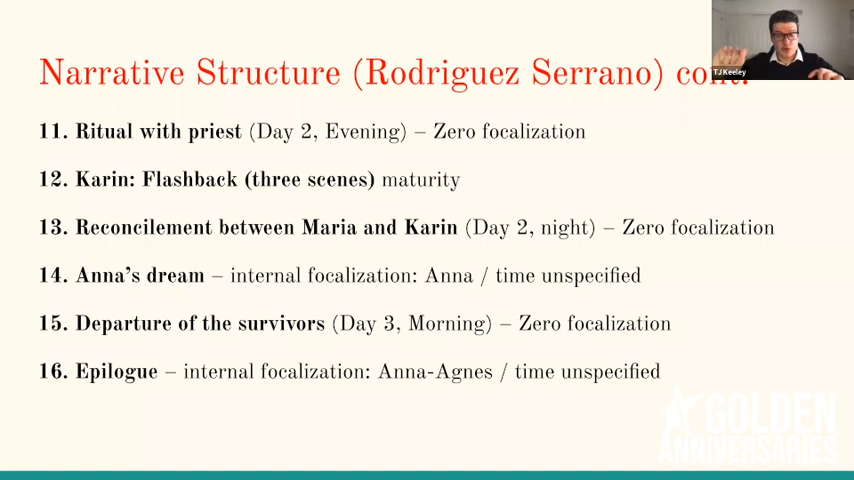 Narrative Structure (Rodriguez Serrano) cont.
TJ Keeley
11. Ritual with priest (Day 2, Evening) – Zero focalization
12. Karin: Flashback (three scenes) maturity
13. Reconcilement between Maria and Karin (Day 2, night) – Zero focalization
14. Anna’s dream – internal focalization: Anna / time unspecified
15. Departure of the survivors (Day 3, Morning) – Zero focalization
16. Epilogue – internal focalization: Anna-Agnes / time unspecified
GOLDEN
ANNIVERSARIES